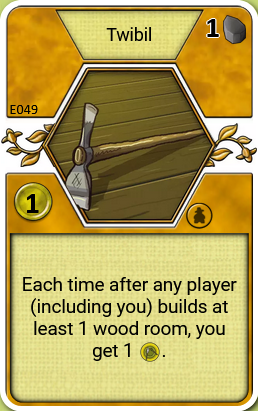 Twibil
1
E049
1
Each time after any player
(including you) builds at
least 1 wood room, you
get 1 .